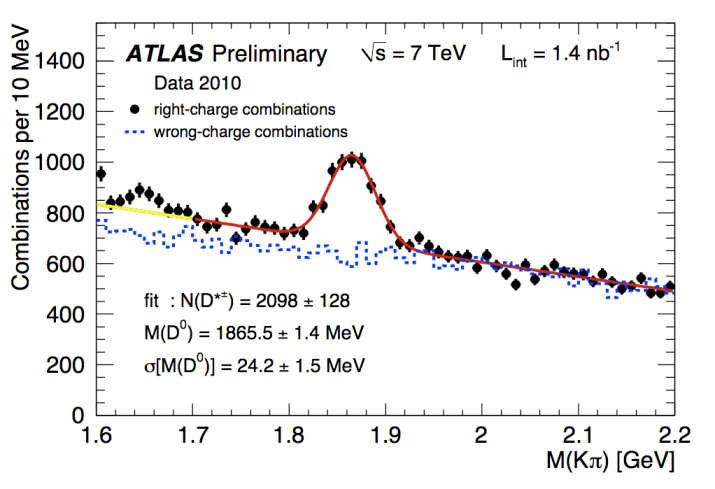 Combinations per 10 MeV
1400
1200
1000
800
600
400
200
0
ATLAS Preliminary √s = 7 TeV L_int = 1.4 nb⁻¹
Data 2010
right-charge combinations
wrong-charge combinations
fit : N(D*±) = 2098 ± 128
M(D⁰) = 1865.5 ± 1.4 MeV
σ[M(D⁰)] = 24.2 ± 1.5 MeV
1.6 1.7 1.8 1.9 2 2.1 2.2
M(Kπ) [GeV]